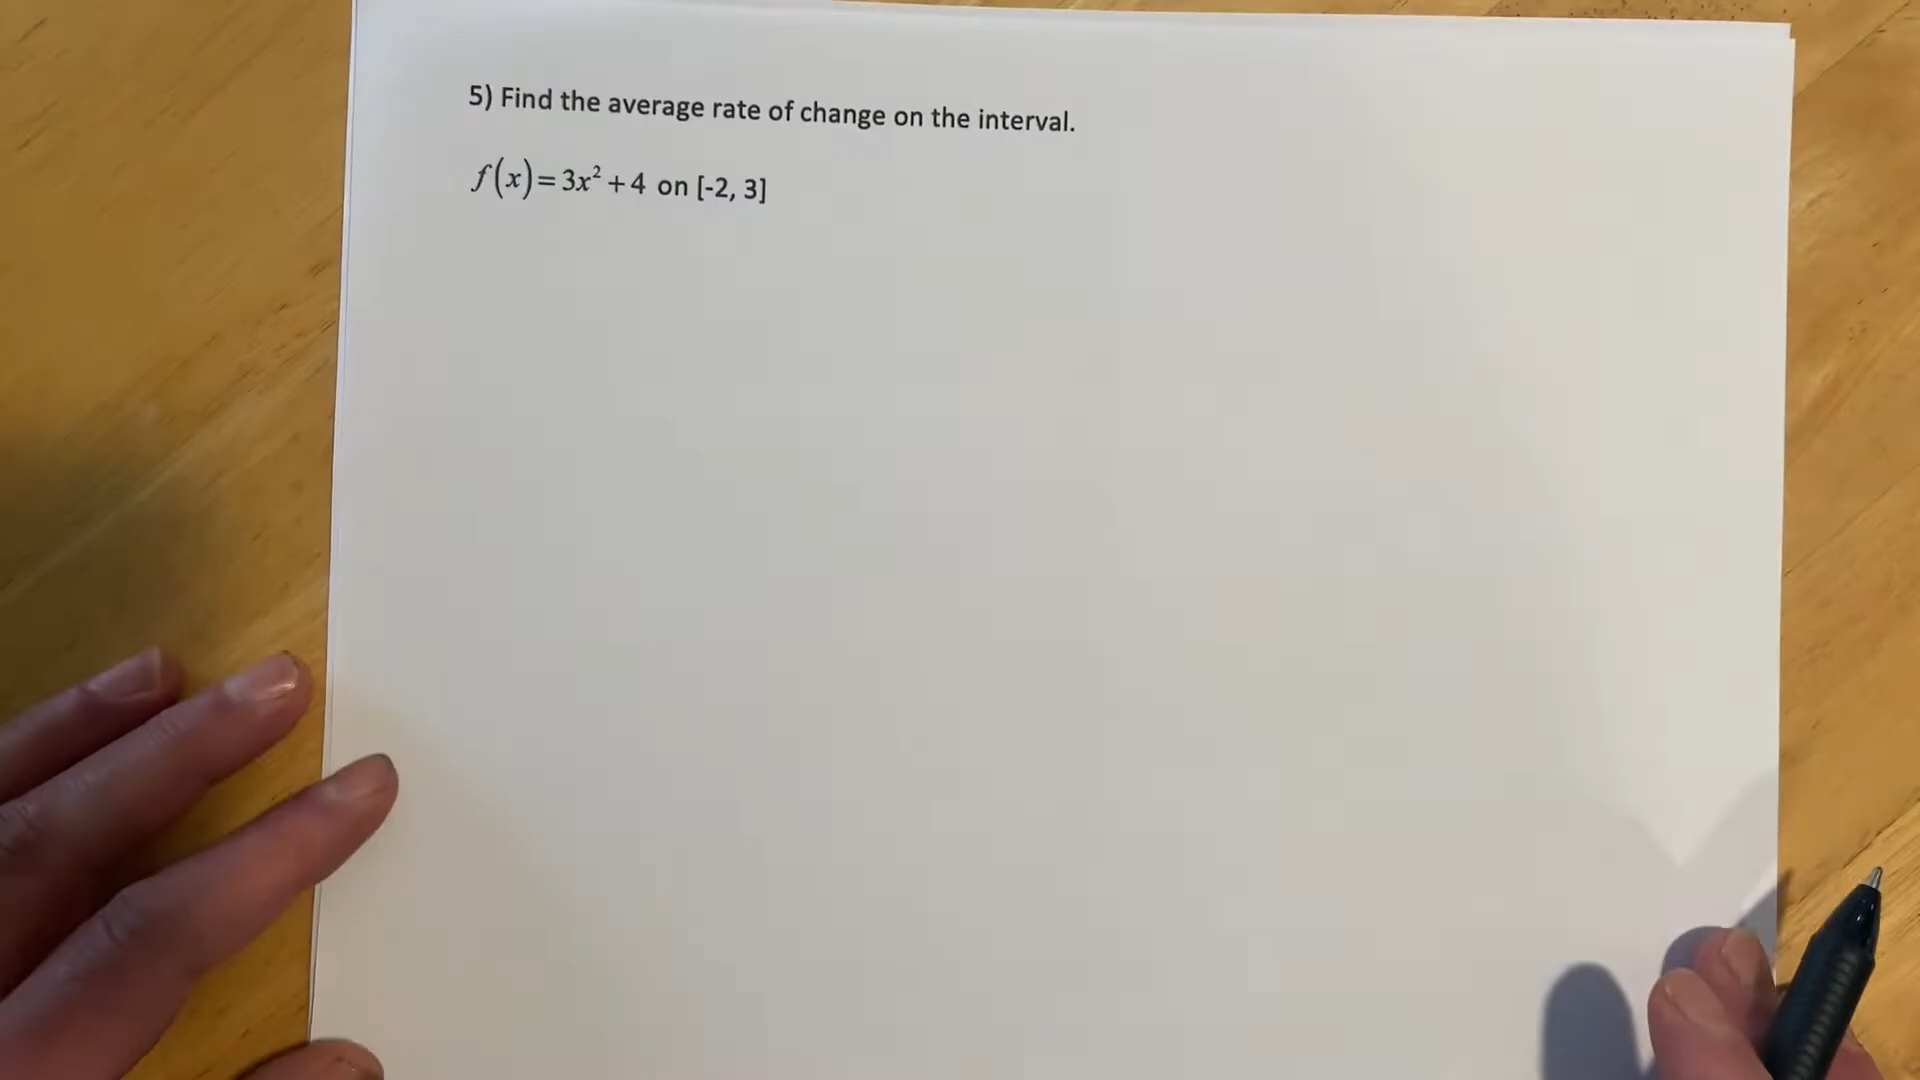 5) Find the average rate of change on the interval.
f(x)=3x²+4 on [-2, 3]